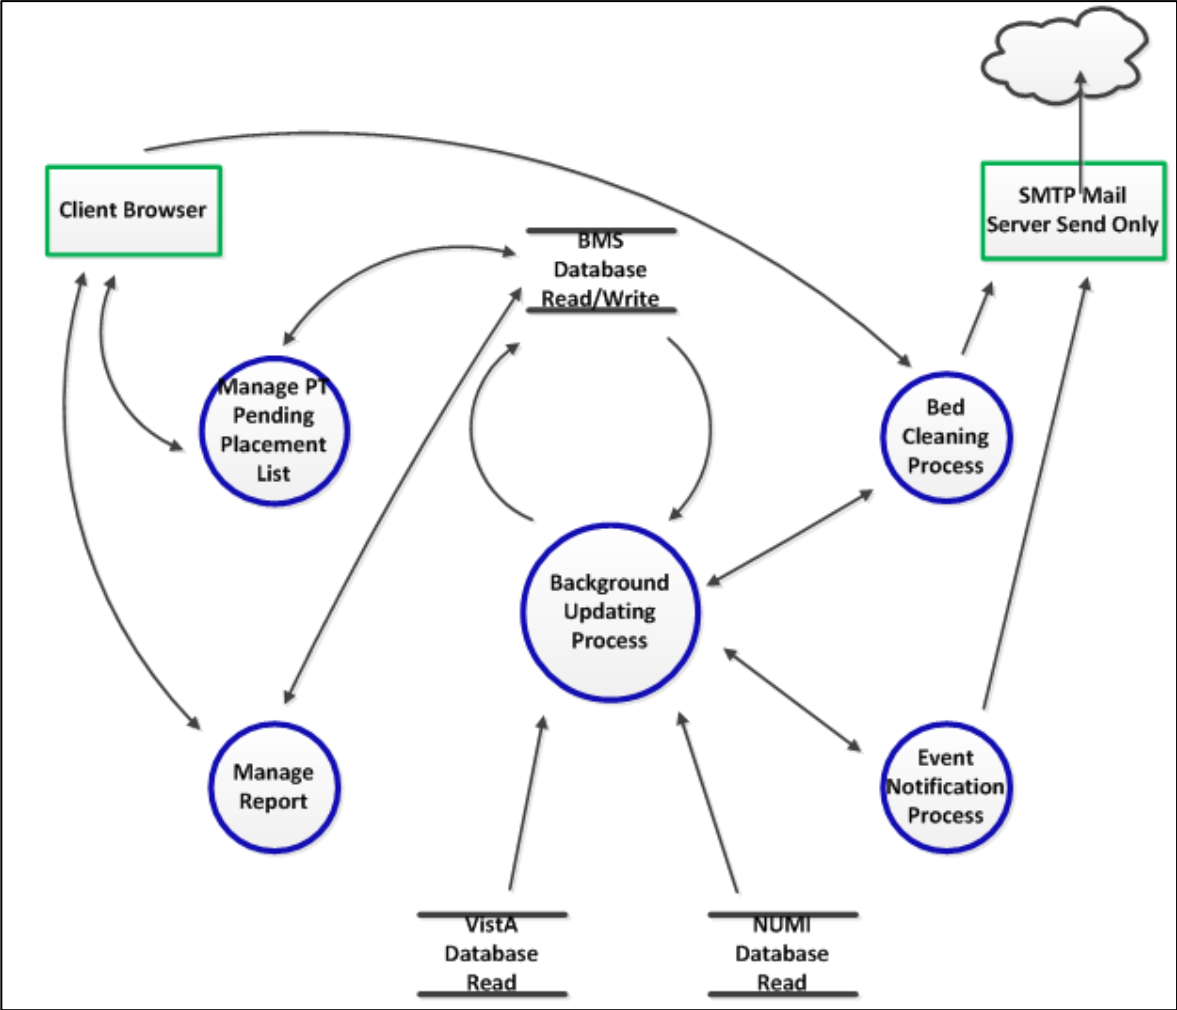 Client Browser
SMTP Mail
Server Send Only
BMS
Database
Read/Write
Manage PT
Pending
Placement
List
Bed
Cleaning
Process
Background
Updating
Process
Manage
Report
Event
Notification
Process
VistA
Database
Read
NUMI
Database
Read